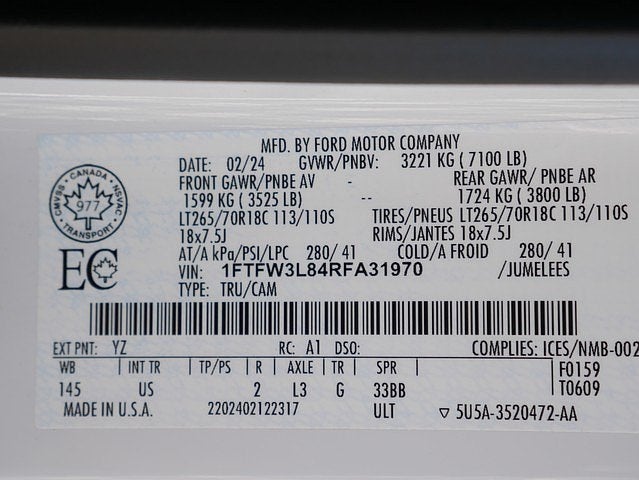 MFD. BY FORD MOTOR COMPANY
DATE: 02/24 GVWR/PNBV: 3221 KG ( 7100 LB)
FRONT GAWR/PNBE AV - REAR GAWR/ PNBE AR
1599 KG ( 3525 LB) -- 1724 KG ( 3800 LB)
LT265/70R18C 113/110S TIRES/PNEUS LT265/70R18C 113/110S
18x7.5J RIMS/JANTES 18x7.5J
AT/A kPa/PSI/LPC 280/ 41 COLD/A FROID 280/ 41
VIN: 1FTFW3L84RFA31970 /JUMELEES
TYPE: TRU/CAM
CANADA
CMVSS 977 NSVAC
TRANSPORT
EC
EXT PNT: YZ RC: A1 DSO: COMPLIES: ICES/NMB-002
WB | INT TR | TP/PS | R | AXLE | TR | SPR F0159
145 US 2 L3 G 33BB T0609
MADE IN U.S.A. 2202402122317 ULT ▽ 5U5A-3520472-AA